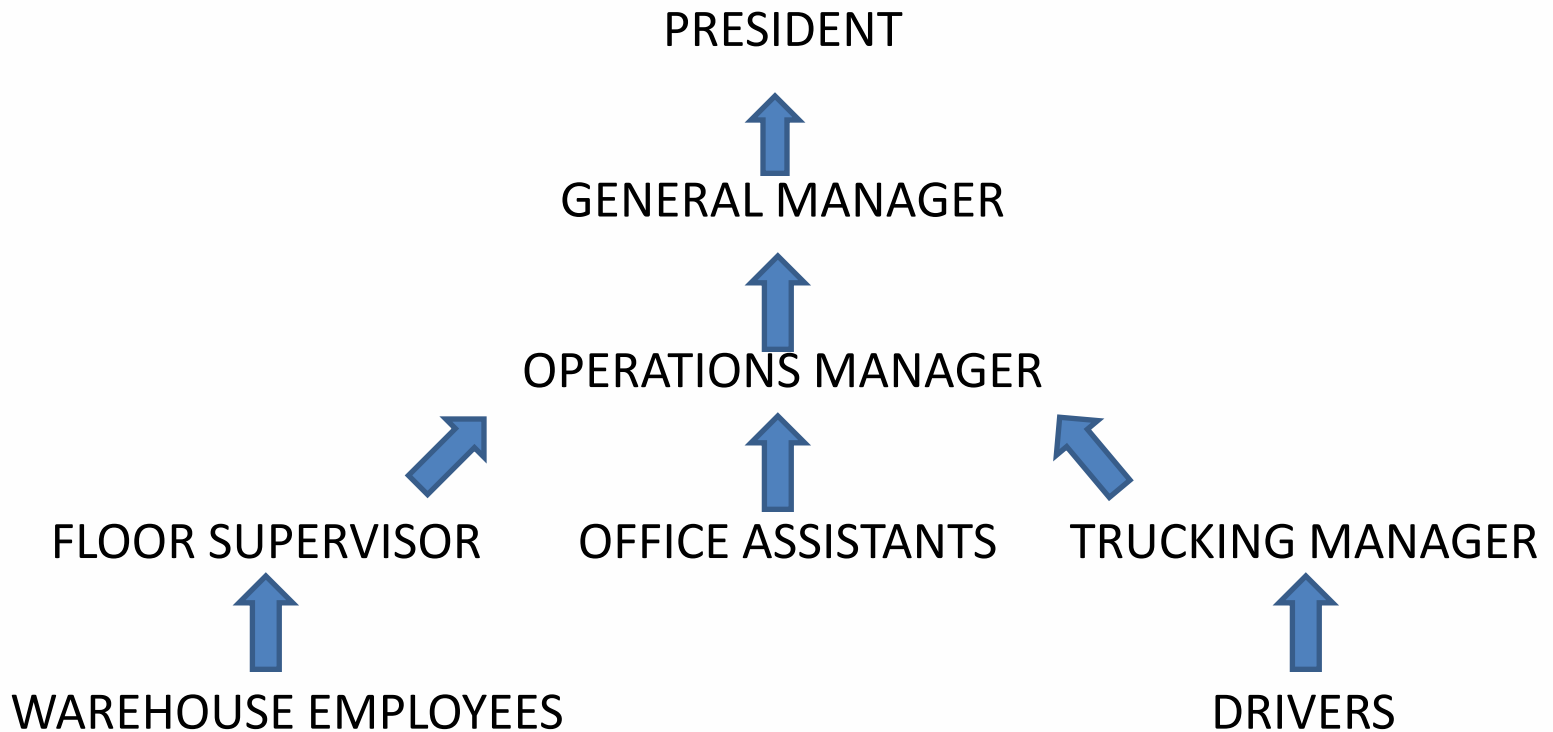 PRESIDENT
GENERAL MANAGER
OPERATIONS MANAGER
FLOOR SUPERVISOR
OFFICE ASSISTANTS
TRUCKING MANAGER
WAREHOUSE EMPLOYEES
DRIVERS